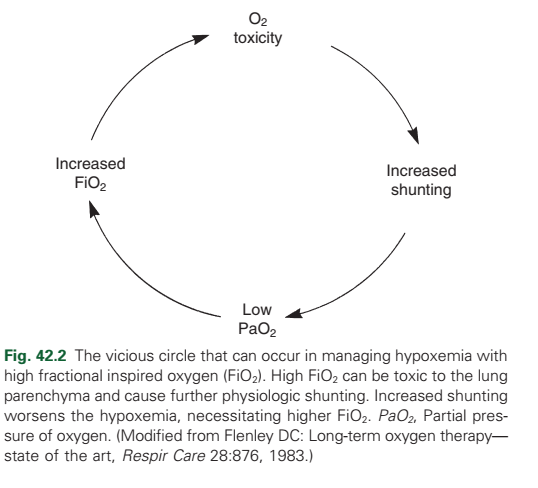 O₂
toxicity
Increased
FiO₂
Increased
shunting
Low
PaO₂
Fig. 42.2 The vicious circle that can occur in managing hypoxemia with
high fractional inspired oxygen (FiO₂). High FiO₂ can be toxic to the lung
parenchyma and cause further physiologic shunting. Increased shunting
worsens the hypoxemia, necessitating higher FiO₂. PaO₂, Partial pres-
sure of oxygen. (Modified from Flenley DC: Long-term oxygen therapy—
state of the art, Respir Care 28:876, 1983.)